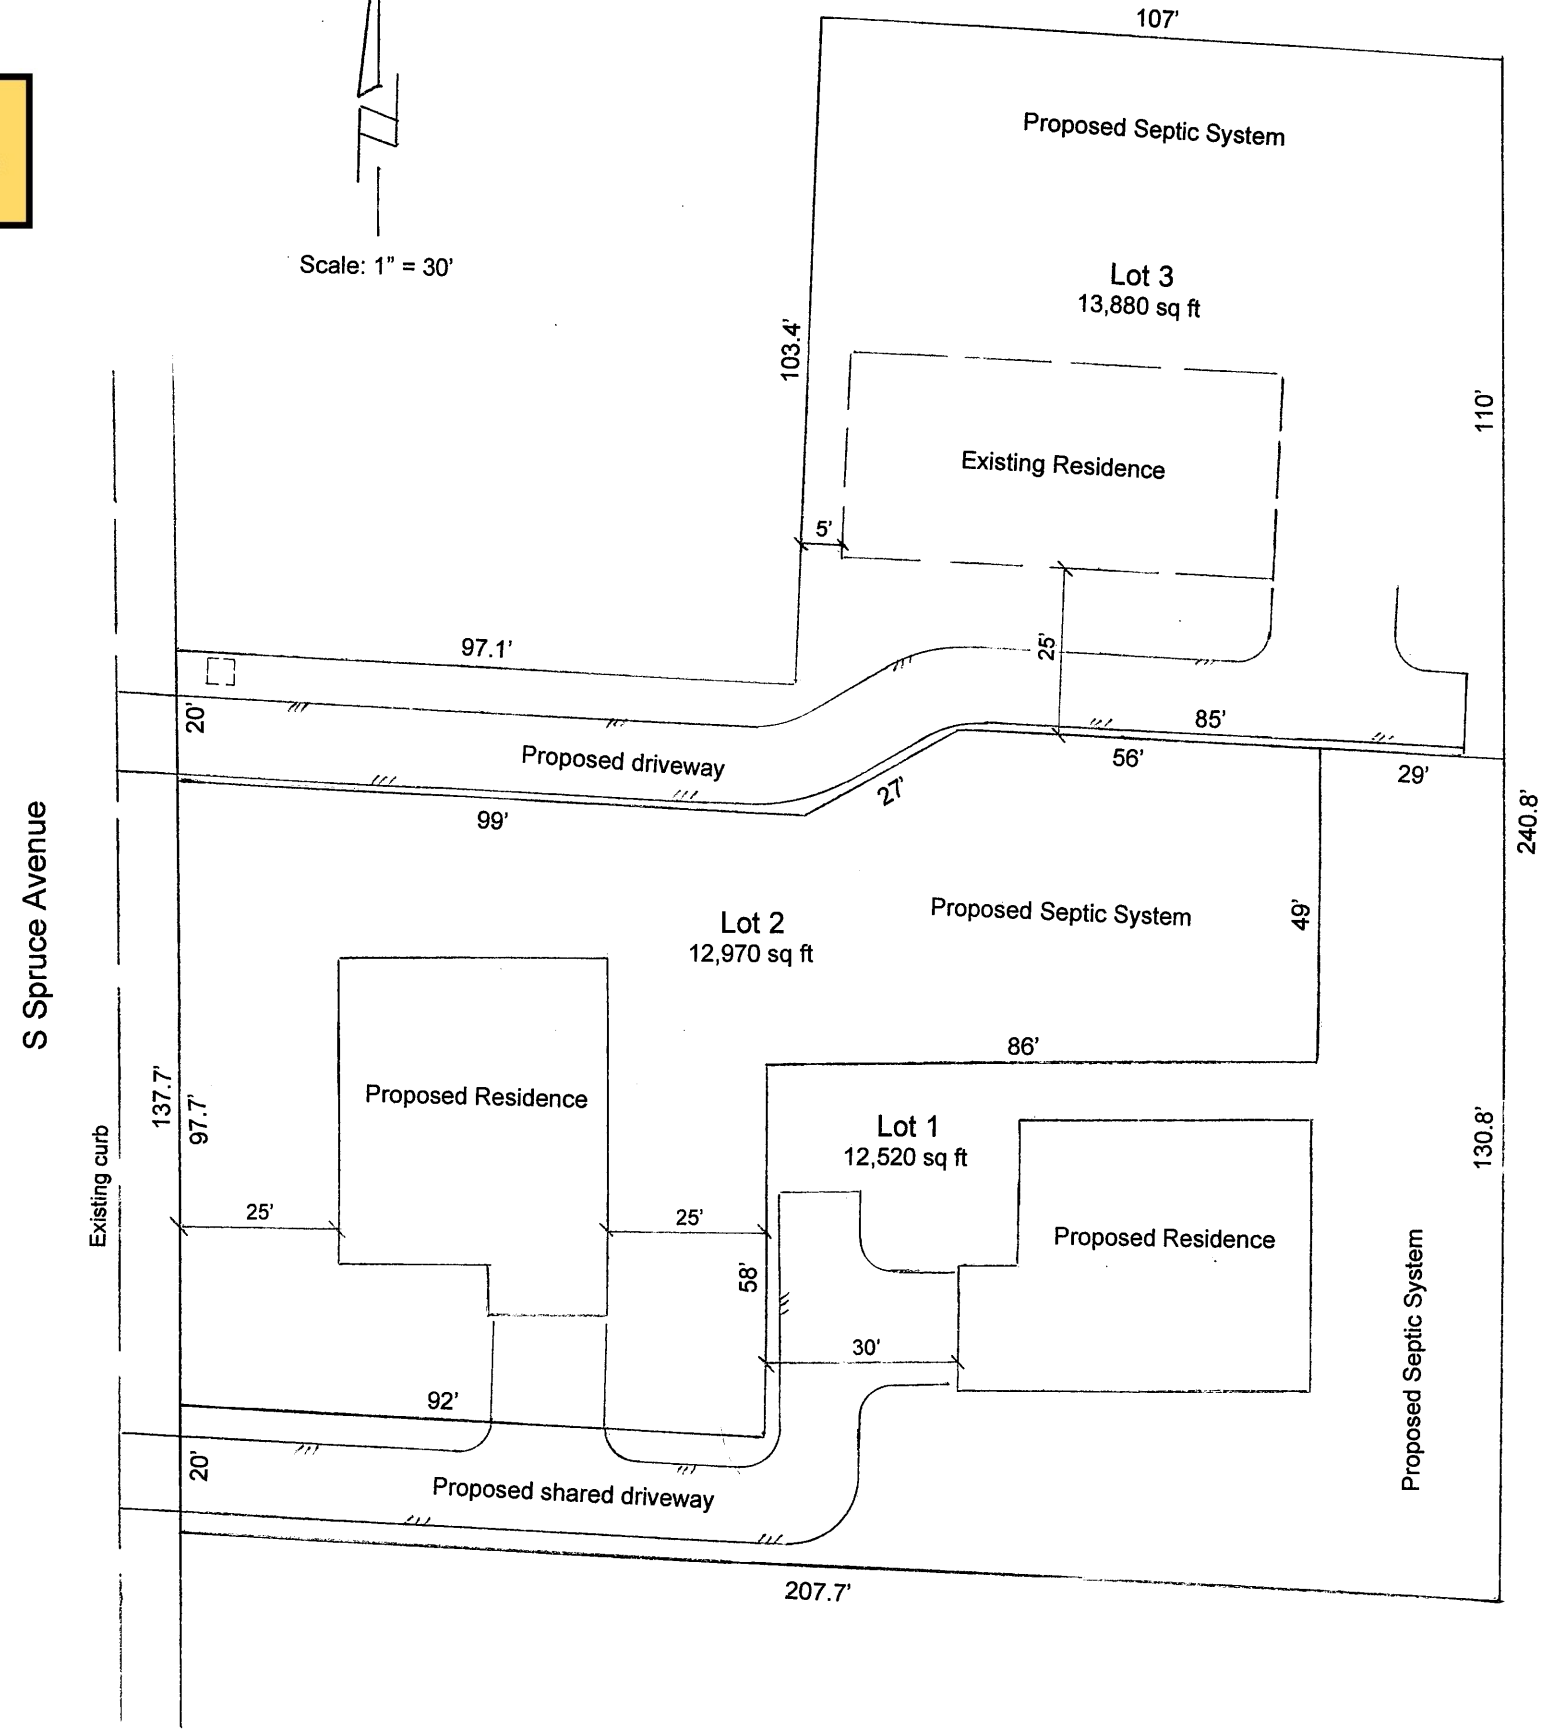 107’
Proposed Septic System
Scale: 1” = 30’
Lot 3
13,880 sq ft
103.4’
110’
Existing Residence
5’
25’
97.1’
20’
85’
Proposed driveway
56’
29’
27’
99’
240.8’
S Spruce Avenue
Proposed Septic System
49’
Lot 2
12,970 sq ft
86’
Proposed Residence
137.7’
97.7’
Lot 1
12,520 sq ft
130.8’
Existing curb
25’
25’
Proposed Residence
58’
30’
Proposed Septic System
92’
20’
Proposed shared driveway
207.7’